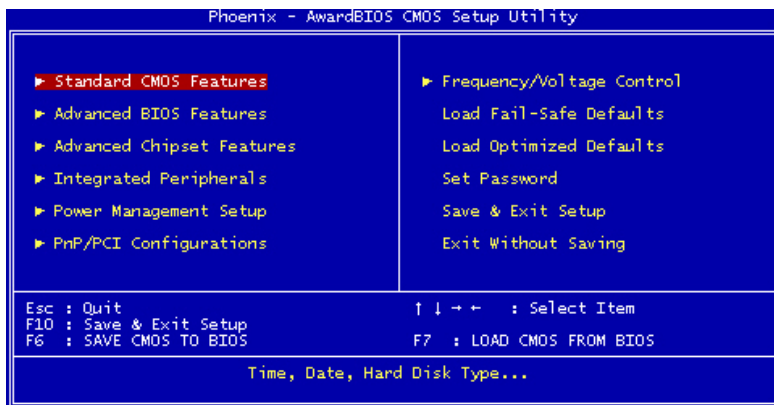 Phoenix - AwardBIOS CMOS Setup Utility
► Standard CMOS Features
► Advanced BIOS Features
► Advanced Chipset Features
► Integrated Peripherals
► Power Management Setup
► PnP/PCI Configurations
► Frequency/Voltage Control
Load Fail-Safe Defaults
Load Optimized Defaults
Set Password
Save & Exit Setup
Exit Without Saving
Esc : Quit
F10 : Save & Exit Setup
F6 : SAVE CMOS TO BIOS
↑ ↓ → ← : Select Item
F7 : LOAD CMOS FROM BIOS
Time, Date, Hard Disk Type...